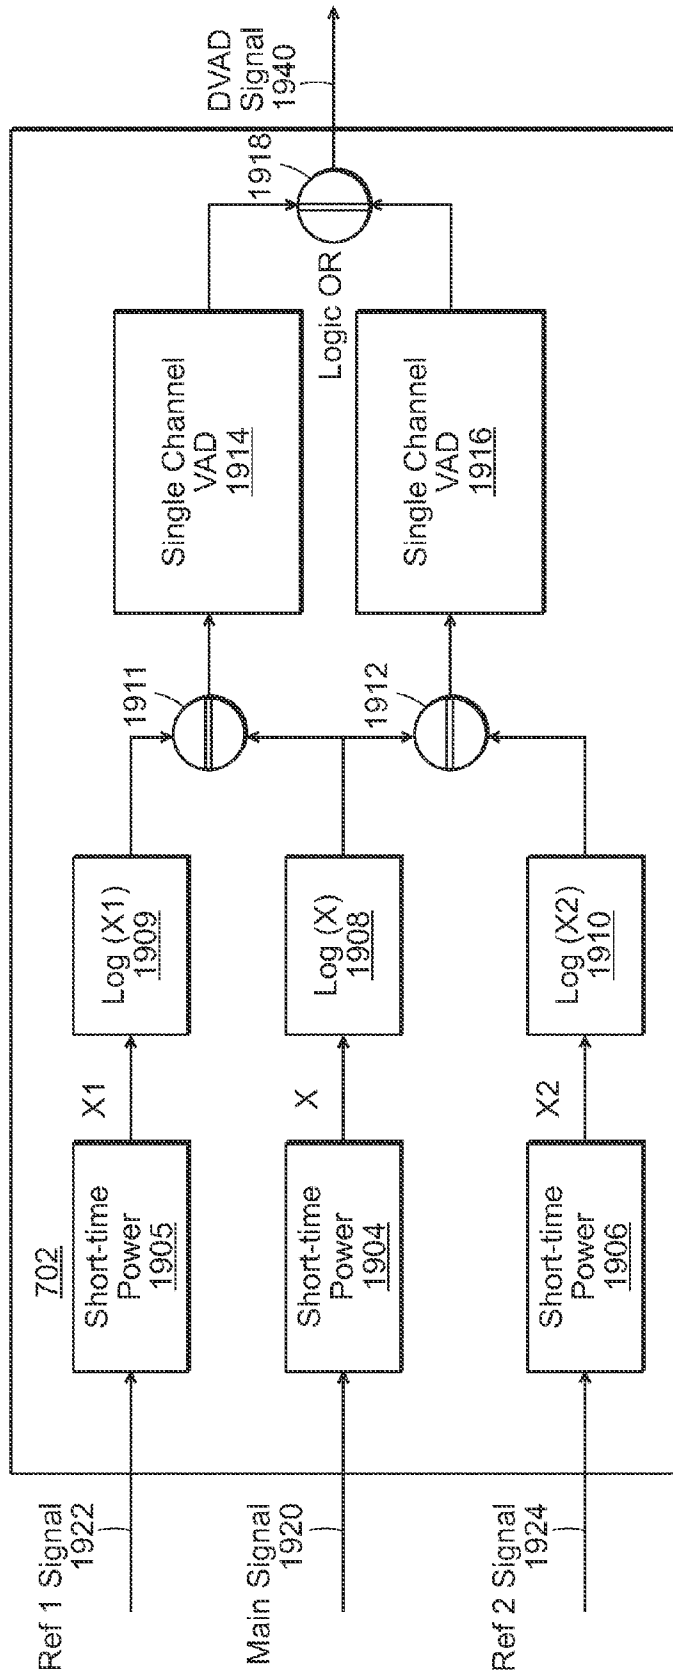 702
Ref 1 Signal
1922
Short-time
Power
1905
X1
Log (X1)
1909
1911
Single Channel
VAD
1914
Main Signal
1920
Short-time
Power
1904
X
Log (X)
1908
Logic OR
1918
DVAD
Signal
1940
Ref 2 Signal
1924
Short-time
Power
1906
X2
Log (X2)
1910
1912
Single Channel
VAD
1916